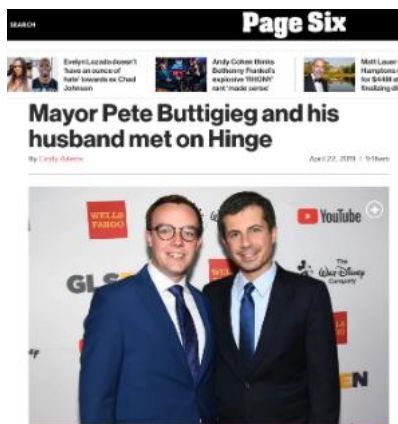 SEARCH
Page Six
Evelyn Lozada doesn't
'have an ounce of
hate' towards ex Chad
Johnson
Andy Cohen thinks
Bethenny Frankel's
explosive 'RHONY'
rant 'made sense'
Matt Lauer
Hamptons
for $44M
finalizing di
Mayor Pete Buttigieg and his
husband met on Hinge
By Cindy Adams
April 22, 2019 |
WELLS
FARGO
YouTube
The
Walt Disney
Company
GLS
WEL
EN